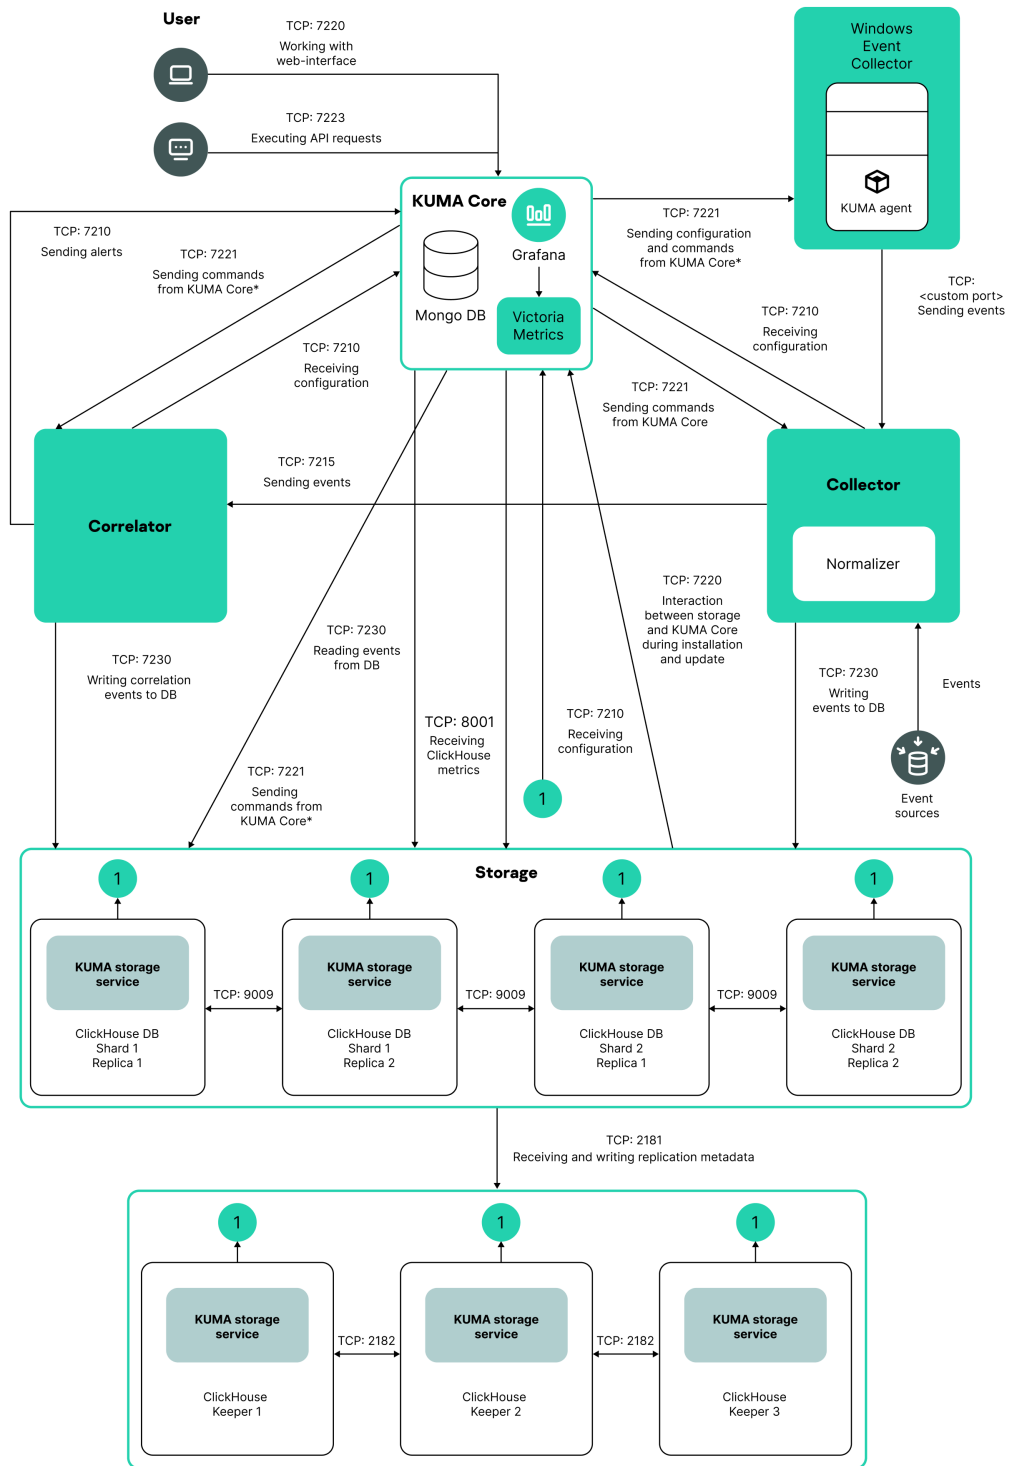 User
TCP: 7220
Working with
web-interface
TCP: 7223
Executing API requests
Windows
Event
Collector
KUMA agent
KUMA Core
Grafana
Mongo DB
Victoria
Metrics
TCP: 7210
Sending alerts
TCP: 7221
Sending commands
from KUMA Core*
TCP: 7210
Receiving
configuration
TCP: 7221
Sending configuration
and commands
from KUMA Core*
TCP:
<custom port>
Sending events
TCP: 7210
Receiving
configuration
TCP: 7221
Sending commands
from KUMA Core
TCP: 7215
Sending events
Correlator
Collector
Normalizer
TCP: 7230
Writing correlation
events to DB
TCP: 7230
Reading events
from DB
TCP: 7220
Interaction
between storage
and KUMA Core
during installation
and update
TCP: 7230
Writing
events to DB
Events
Event
sources
TCP: 7221
Sending
commands from
KUMA Core*
TCP: 8001
Receiving
ClickHouse
metrics
TCP: 7210
Receiving
configuration
1
Storage
1
1
1
1
KUMA storage
service
ClickHouse DB
Shard 1
Replica 1
TCP: 9009
KUMA storage
service
ClickHouse DB
Shard 1
Replica 2
TCP: 9009
KUMA storage
service
ClickHouse DB
Shard 2
Replica 1
TCP: 9009
KUMA storage
service
ClickHouse DB
Shard 2
Replica 2
TCP: 2181
Receiving and writing replication metadata
1
1
1
KUMA storage
service
ClickHouse
Keeper 1
TCP: 2182
KUMA storage
service
ClickHouse
Keeper 2
TCP: 2182
KUMA storage
service
ClickHouse
Keeper 3